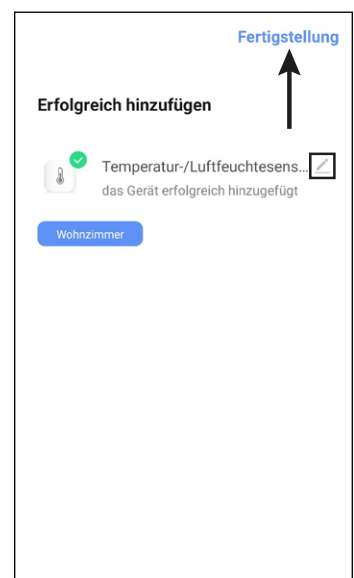 Fertigstellung
Erfolgreich hinzufügen
Temperatur-/Luftfeuchtesens...
das Gerät erfolgreich hinzugefügt
Wohnzimmer